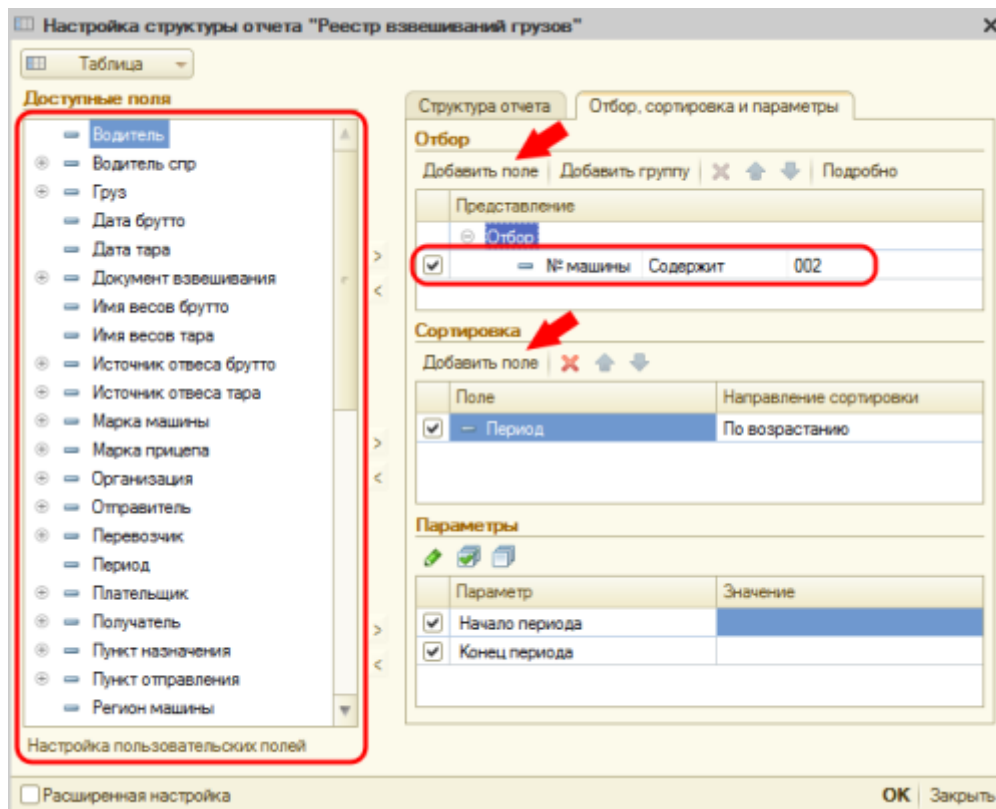 Настройка структуры отчета "Реестр взвешиваний грузов"
Таблица
Доступные поля
Водитель
Водитель спр
Груз
Дата брутто
Дата тара
Документ взвешивания
Имя весов брутто
Имя весов тара
Источник отвеса брутто
Источник отвеса тара
Марка машины
Марка прицепа
Организация
Отправитель
Перевозчик
Период
Плательщик
Получатель
Пункт назначения
Пункт отправления
Регион машины
Настройка пользовательских полей
Структура отчета Отбор, сортировка и параметры
Отбор
Добавить поле Добавить группу Подробно
Представление
Отбор
№ машины Содержит 002
Сортировка
Добавить поле
Поле Направление сортировки
Период По возрастанию
Параметры
Параметр Значение
Начало периода
Конец периода
Расширенная настройка
OK Закрыть